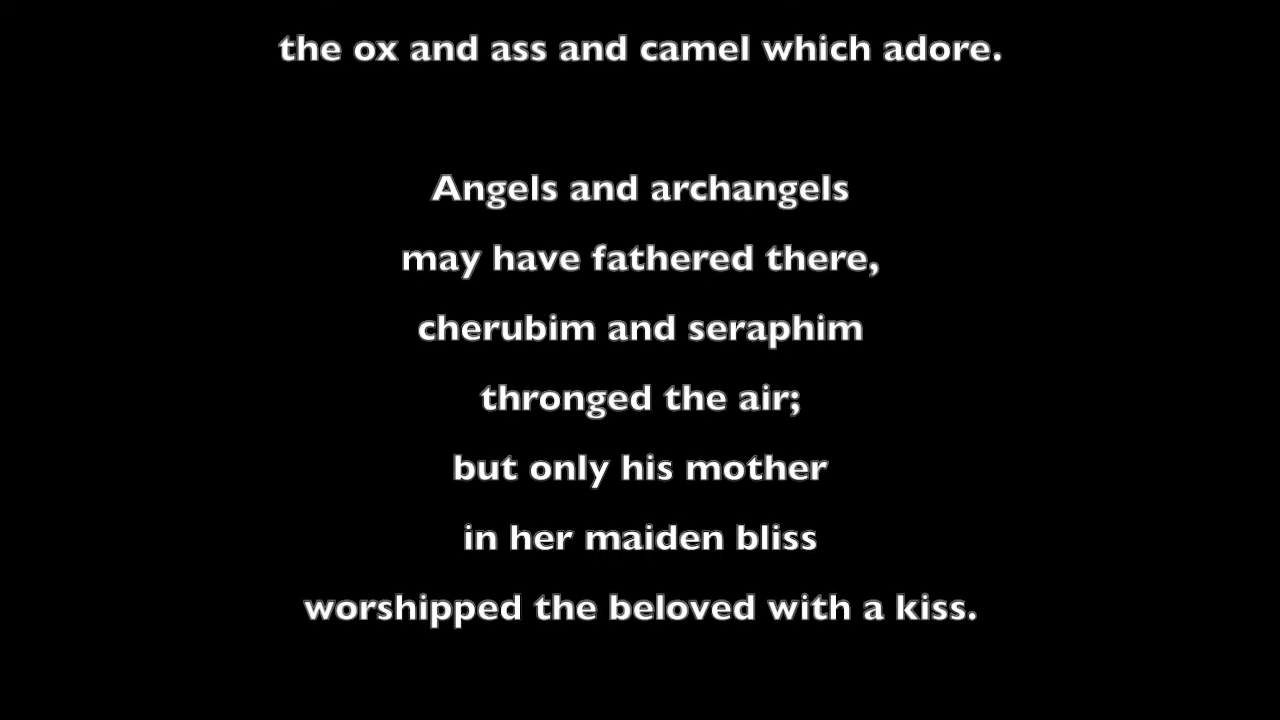 the ox and ass and camel which adore.
Angels and archangels
may have fathered there,
cherubim and seraphim
thronged the air;
but only his mother
in her maiden bliss
worshipped the beloved with a kiss.